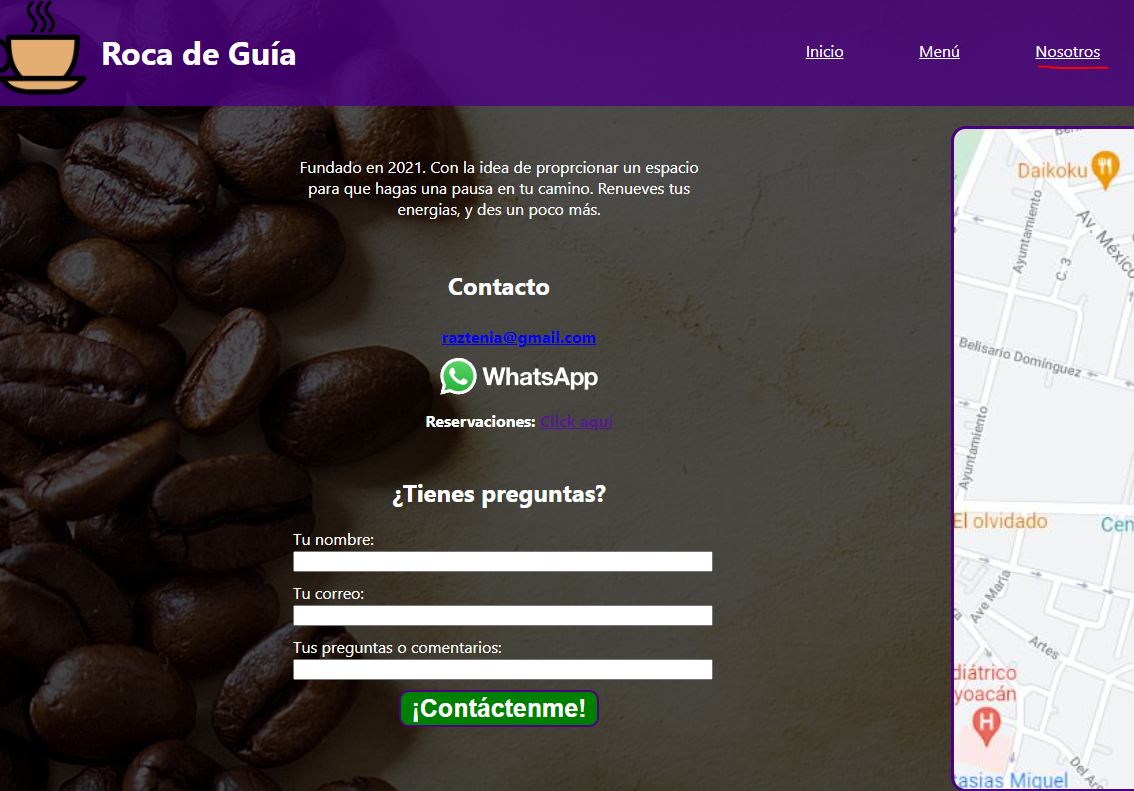 Roca de Guía
Inicio
Menú
Nosotros
Fundado en 2021. Con la idea de proprcionar un espacio
para que hagas una pausa en tu camino. Renueves tus
energias, y des un poco más.
Contacto
raztenia@gmail.com
WhatsApp
Reservaciones: Click aquí
¿Tienes preguntas?
Tu nombre:
Tu correo:
Tus preguntas o comentarios:
¡Contáctenme!
Daikoku
Ayuntamiento
C. 3
Av. México
Belisario Domínguez
Ayuntamiento
El olvidado
Cen
Ave María
Artes
diátrico
yoacán
H
tasias Miguel